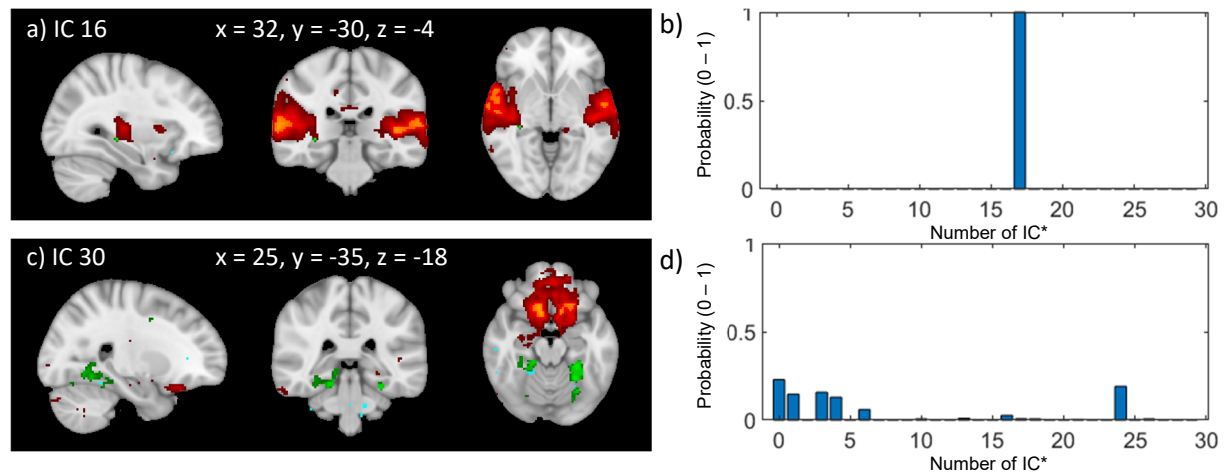 a) IC 16
x = 32, y = -30, z = -4
b)
Probability (0 – 1)
1
0.5
0
0 5 10 15 20 25 30
Number of IC*
c) IC 30
x = 25, y = -35, z = -18
d)
Probability (0 – 1)
1
0.5
0
0 5 10 15 20 25 30
Number of IC*